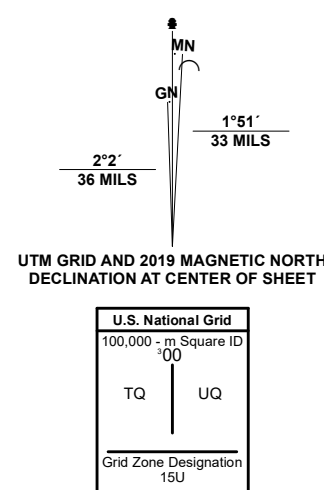 MN
GN
1°51´
33 MILS
2°2´
36 MILS
UTM GRID AND 2019 MAGNETIC NORTH
DECLINATION AT CENTER OF SHEET
U.S. National Grid
100,000 - m Square ID
³00
TQ UQ
Grid Zone Designation
15U